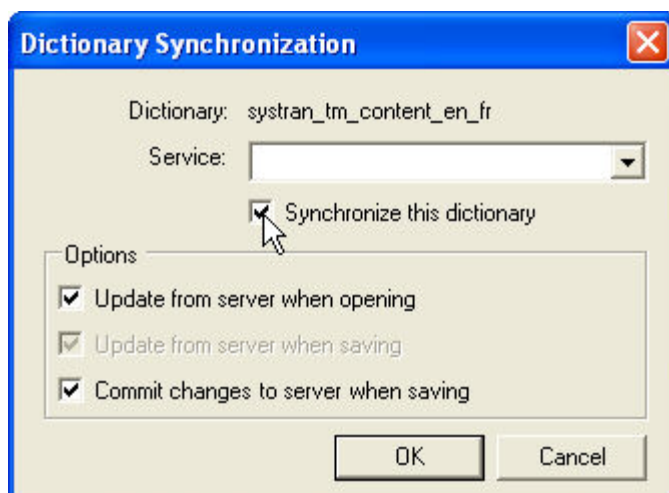 Dictionary Synchronization
Dictionary: systran_tm_content_en_fr
Service:
Synchronize this dictionary
Options
Update from server when opening
Update from server when saving
Commit changes to server when saving
OK Cancel